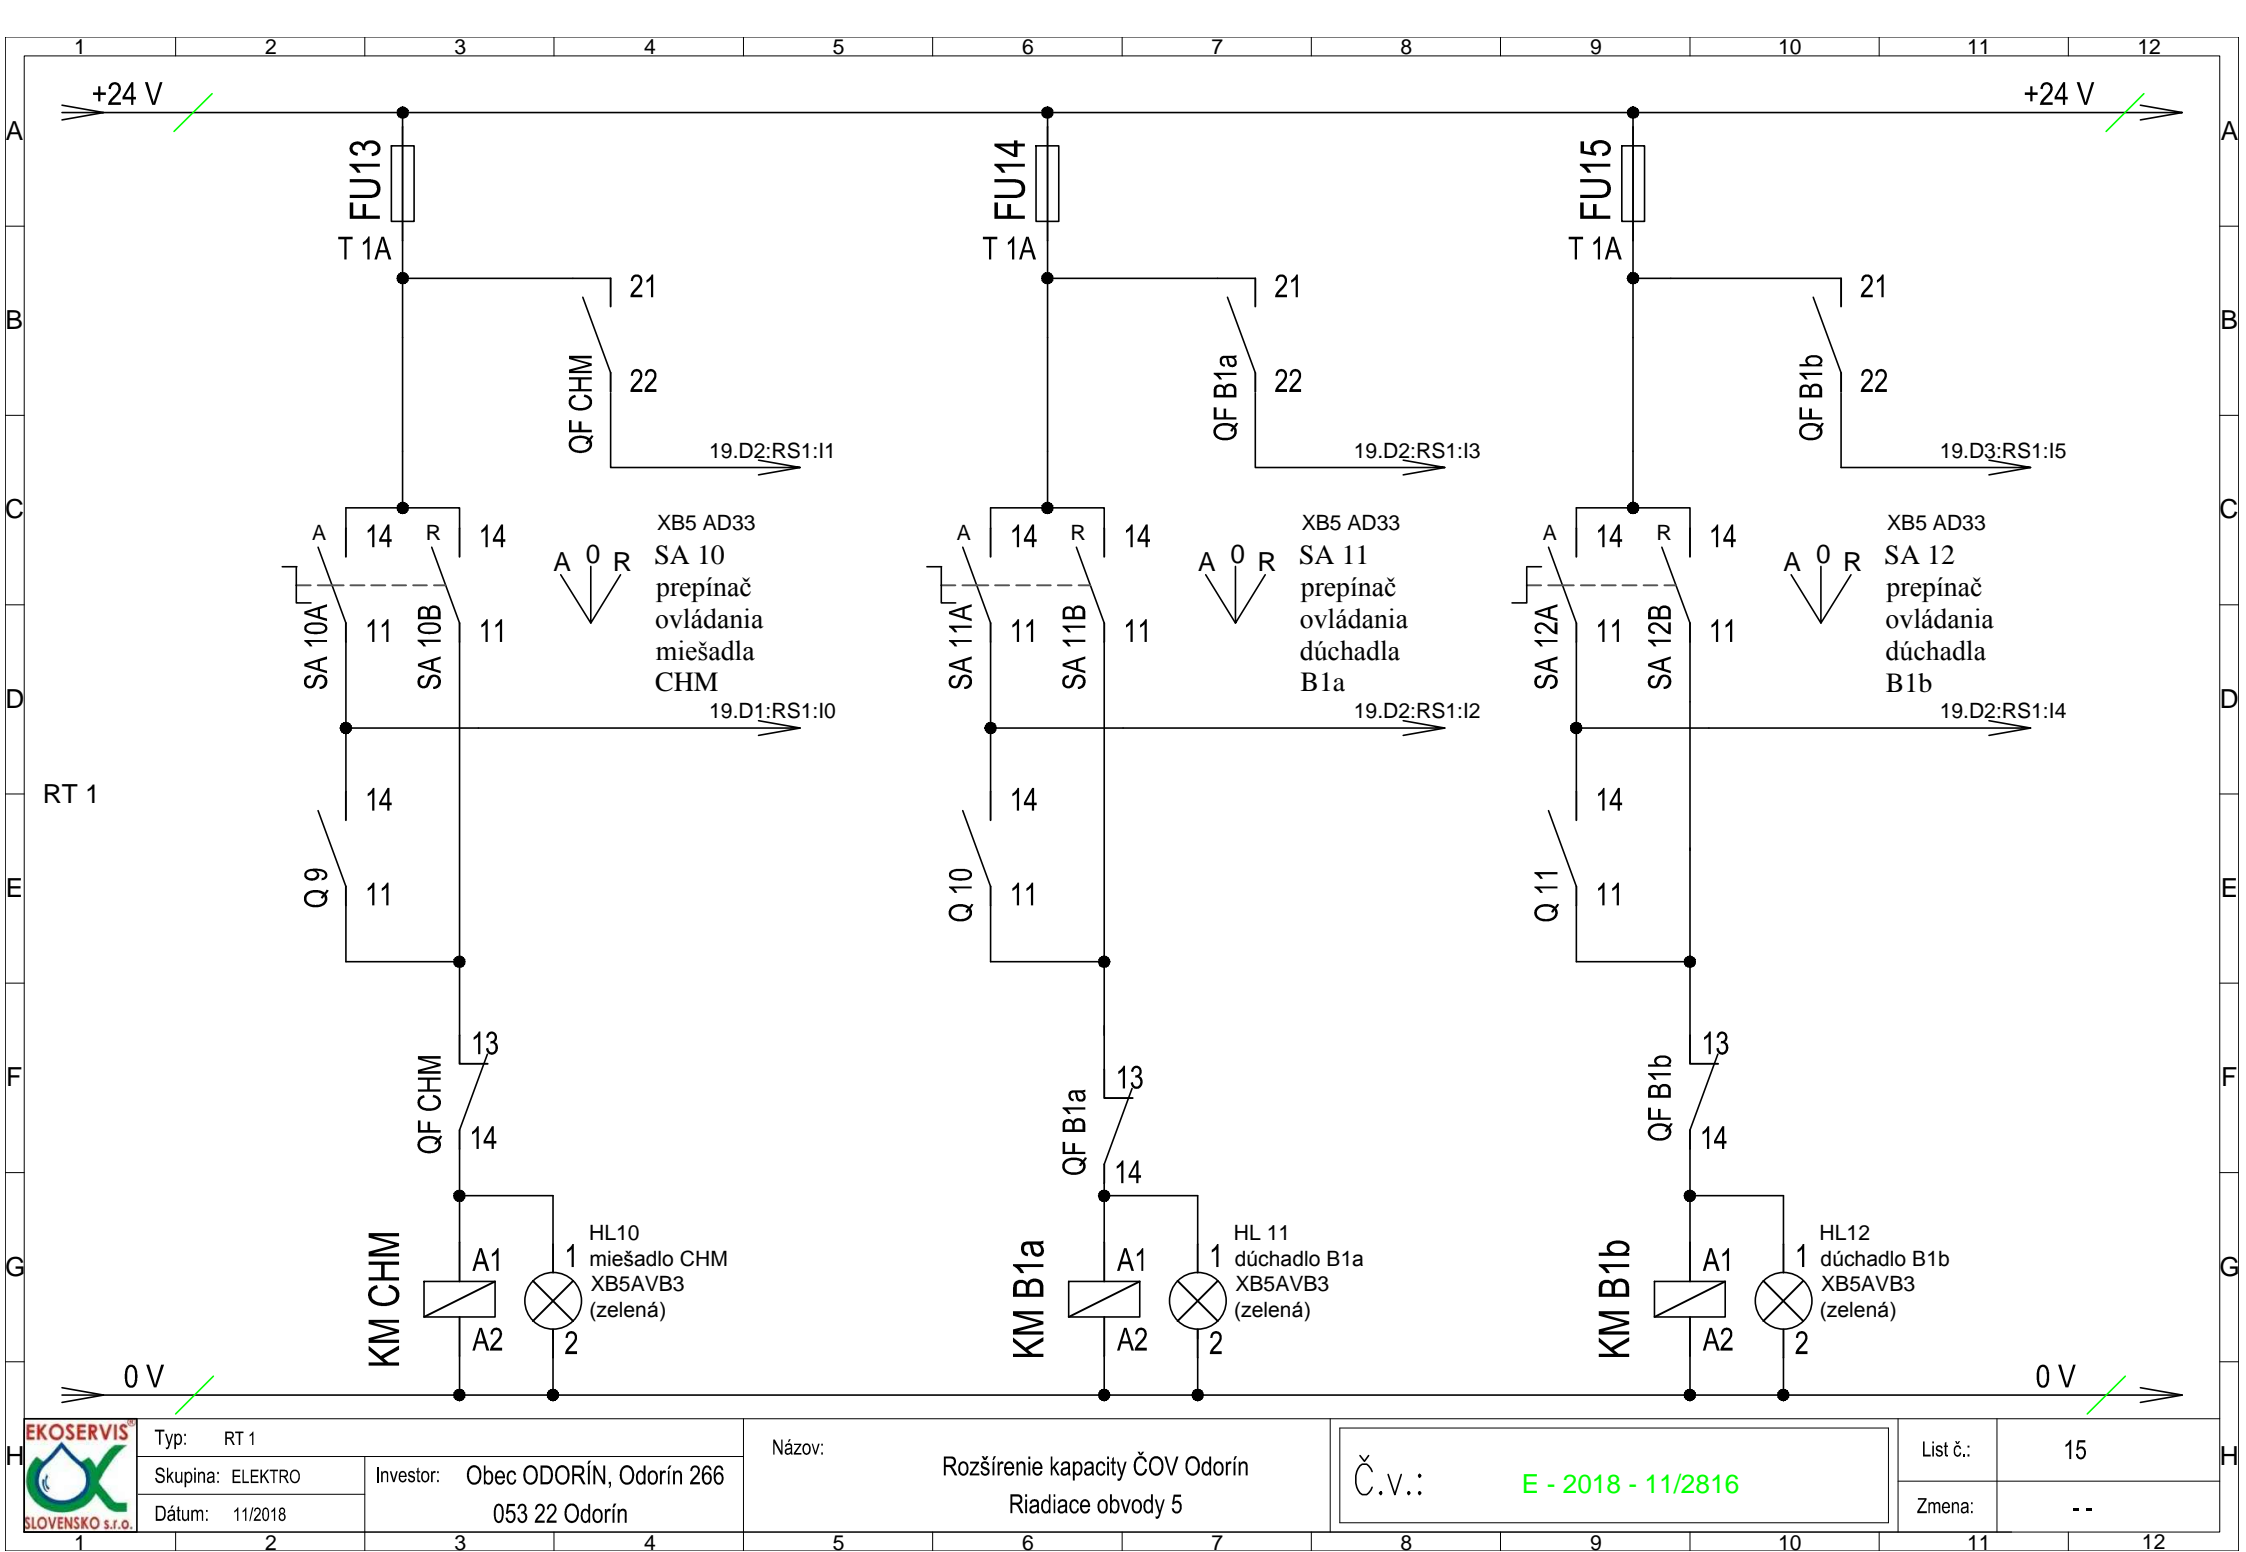 1 2 3 4 5 6 7 8 9 10 11 12
+24 V +24 V
A A
FU13 FU14 FU15
T 1A T 1A T 1A
21 21 21
B B
QF CHM QF B1a QF B1b
22 22 22
19.D2:RS1:I1 19.D2:RS1:I3 19.D3:RS1:I5
C C
A 14 R 14
SA 10A 11 SA 10B 11
A 0 R
XB5 AD33
SA 10
prepínač
ovládania
miešadla
CHM
19.D1:RS1:I0
A 14 R 14
SA 11A 11 SA 11B 11
A 0 R
XB5 AD33
SA 11
prepínač
ovládania
dúchadla
B1a
19.D2:RS1:I2
A 14 R 14
SA 12A 11 SA 12B 11
A 0 R
XB5 AD33
SA 12
prepínač
ovládania
dúchadla
B1b
19.D2:RS1:I4
D D
RT 1
14 14 14
Q 9 Q 10 Q 11
11 11 11
E E
13 13 13
F F
QF CHM QF B1a QF B1b
14 14 14
G G
KM CHM
A1
A2
1
2
HL10
miešadlo CHM
XB5AVB3
(zelená)
KM B1a
A1
A2
1
2
HL 11
dúchadlo B1a
XB5AVB3
(zelená)
KM B1b
A1
A2
1
2
HL12
dúchadlo B1b
XB5AVB3
(zelená)
0 V 0 V
H H
EKOSERVIS®
SLOVENSKO s.r.o.
Typ: RT 1
Skupina: ELEKTRO
Dátum: 11/2018
Investor: Obec ODORÍN, Odorín 266
053 22 Odorín
Názov:
Rozšírenie kapacity ČOV Odorín
Riadiace obvody 5
Č.v.: E - 2018 - 11/2816
List č.: 15
Zmena: - -
1 2 3 4 5 6 7 8 9 10 11 12